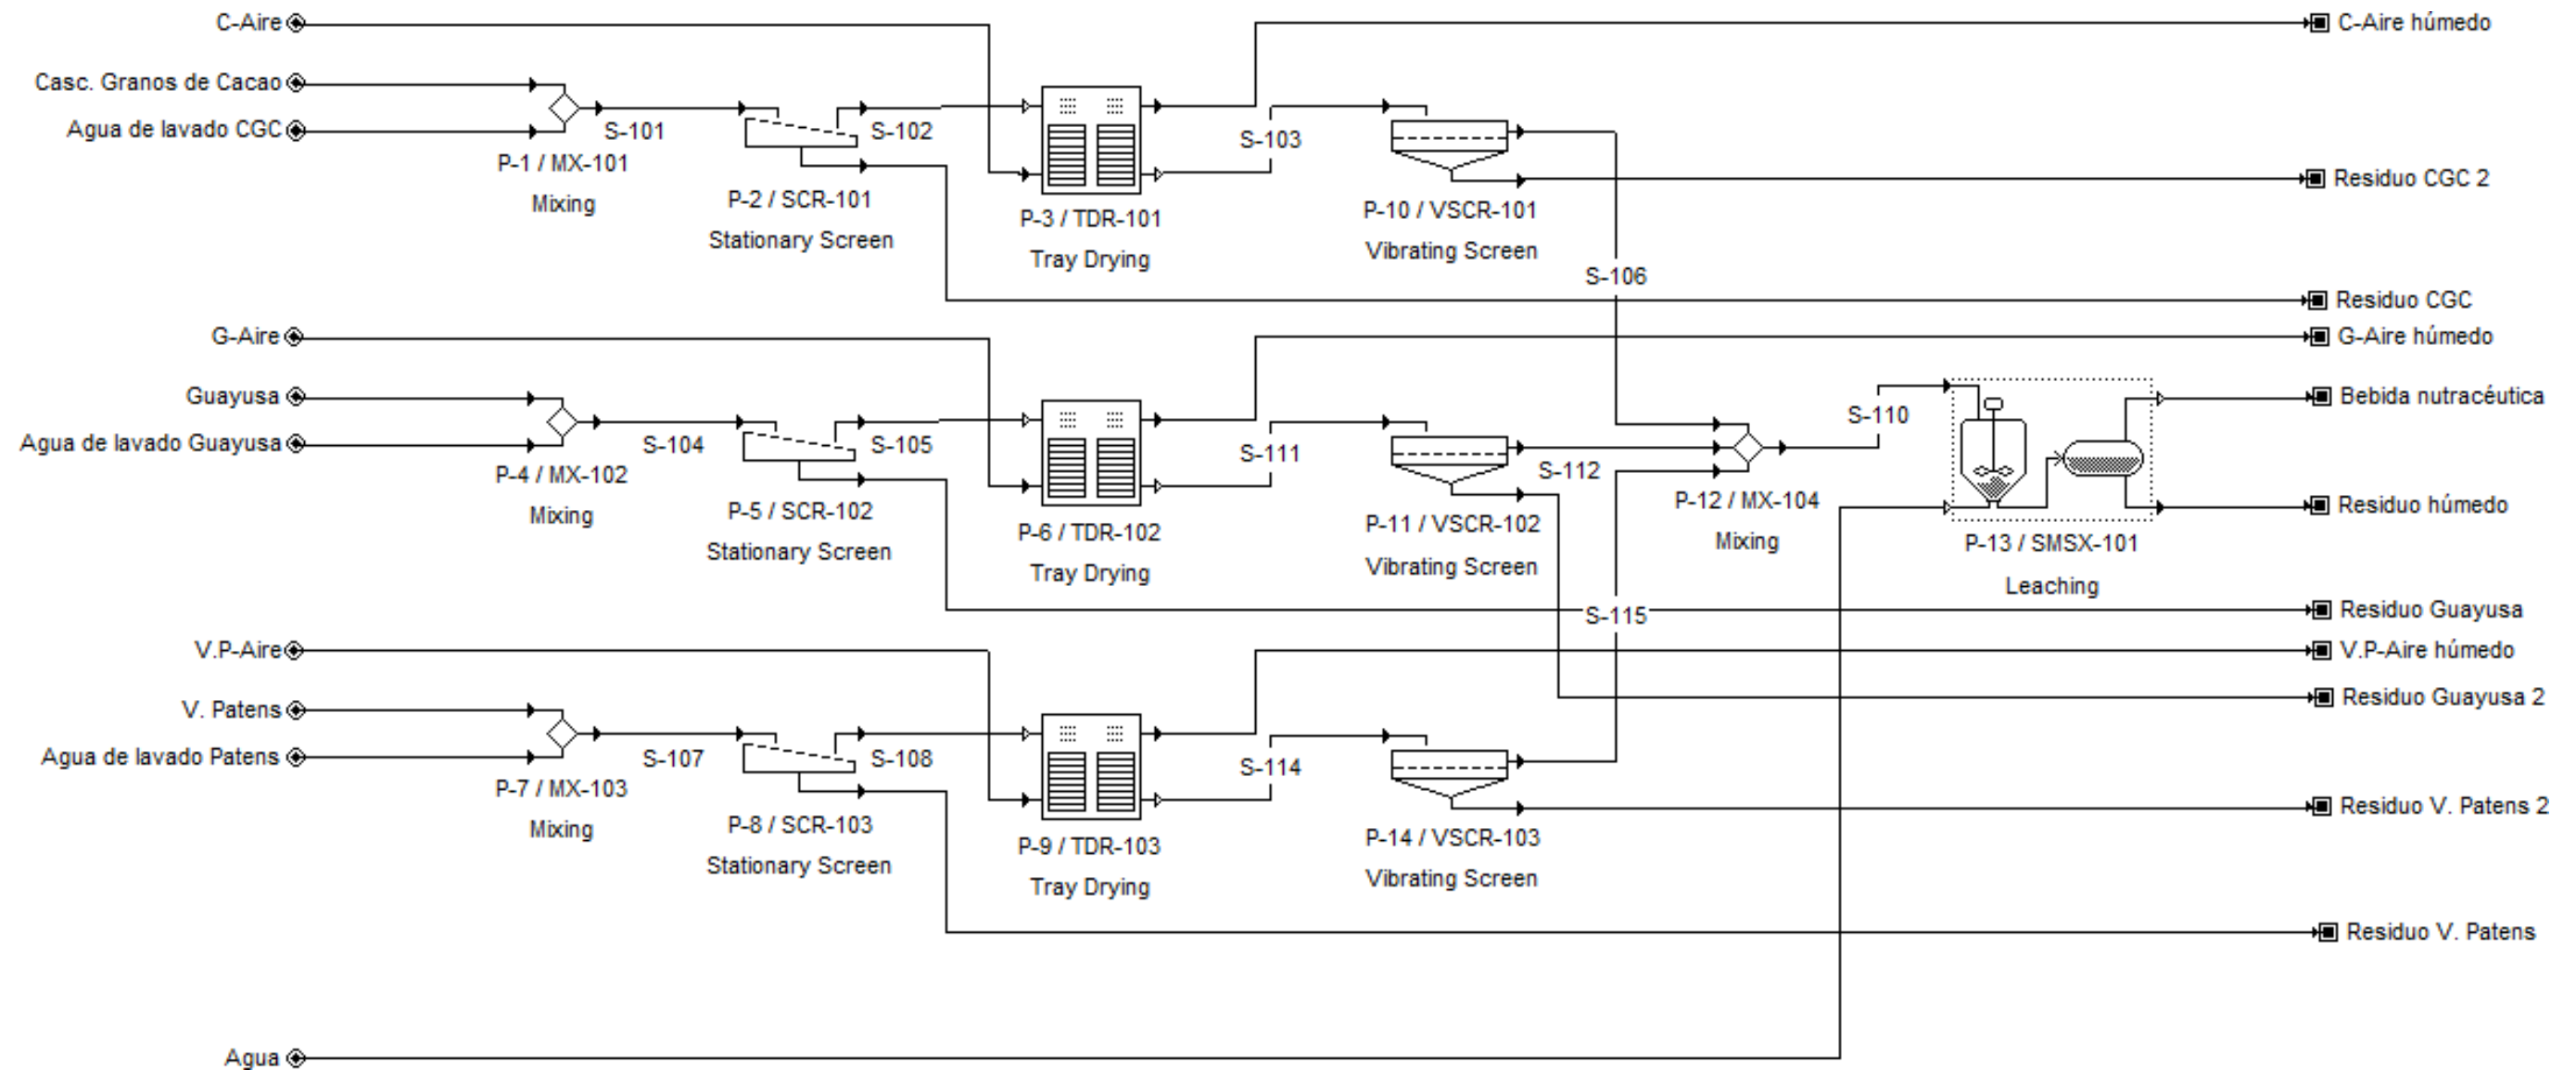 C-Aire
C-Aire húmedo
Casc. Granos de Cacao
Agua de lavado CGC
S-101
S-102
S-103
P-1 / MX-101
Mixing
P-2 / SCR-101
Stationary Screen
P-3 / TDR-101
Tray Drying
P-10 / VSCR-101
Vibrating Screen
Residuo CGC 2
S-106
Residuo CGC
G-Aire
G-Aire húmedo
Guayusa
Agua de lavado Guayusa
S-104
S-105
S-111
S-112
S-110
Bebida nutracéutica
P-4 / MX-102
Mixing
P-5 / SCR-102
Stationary Screen
P-6 / TDR-102
Tray Drying
P-11 / VSCR-102
Vibrating Screen
P-12 / MX-104
Mixing
Residuo húmedo
P-13 / SMSX-101
Leaching
Residuo Guayusa
S-115
V.P-Aire
V.P-Aire húmedo
Residuo Guayusa 2
V. Patens
Agua de lavado Patens
S-107
S-108
S-114
P-7 / MX-103
Mixing
P-8 / SCR-103
Stationary Screen
P-9 / TDR-103
Tray Drying
P-14 / VSCR-103
Vibrating Screen
Residuo V. Patens 2
Residuo V. Patens
Agua